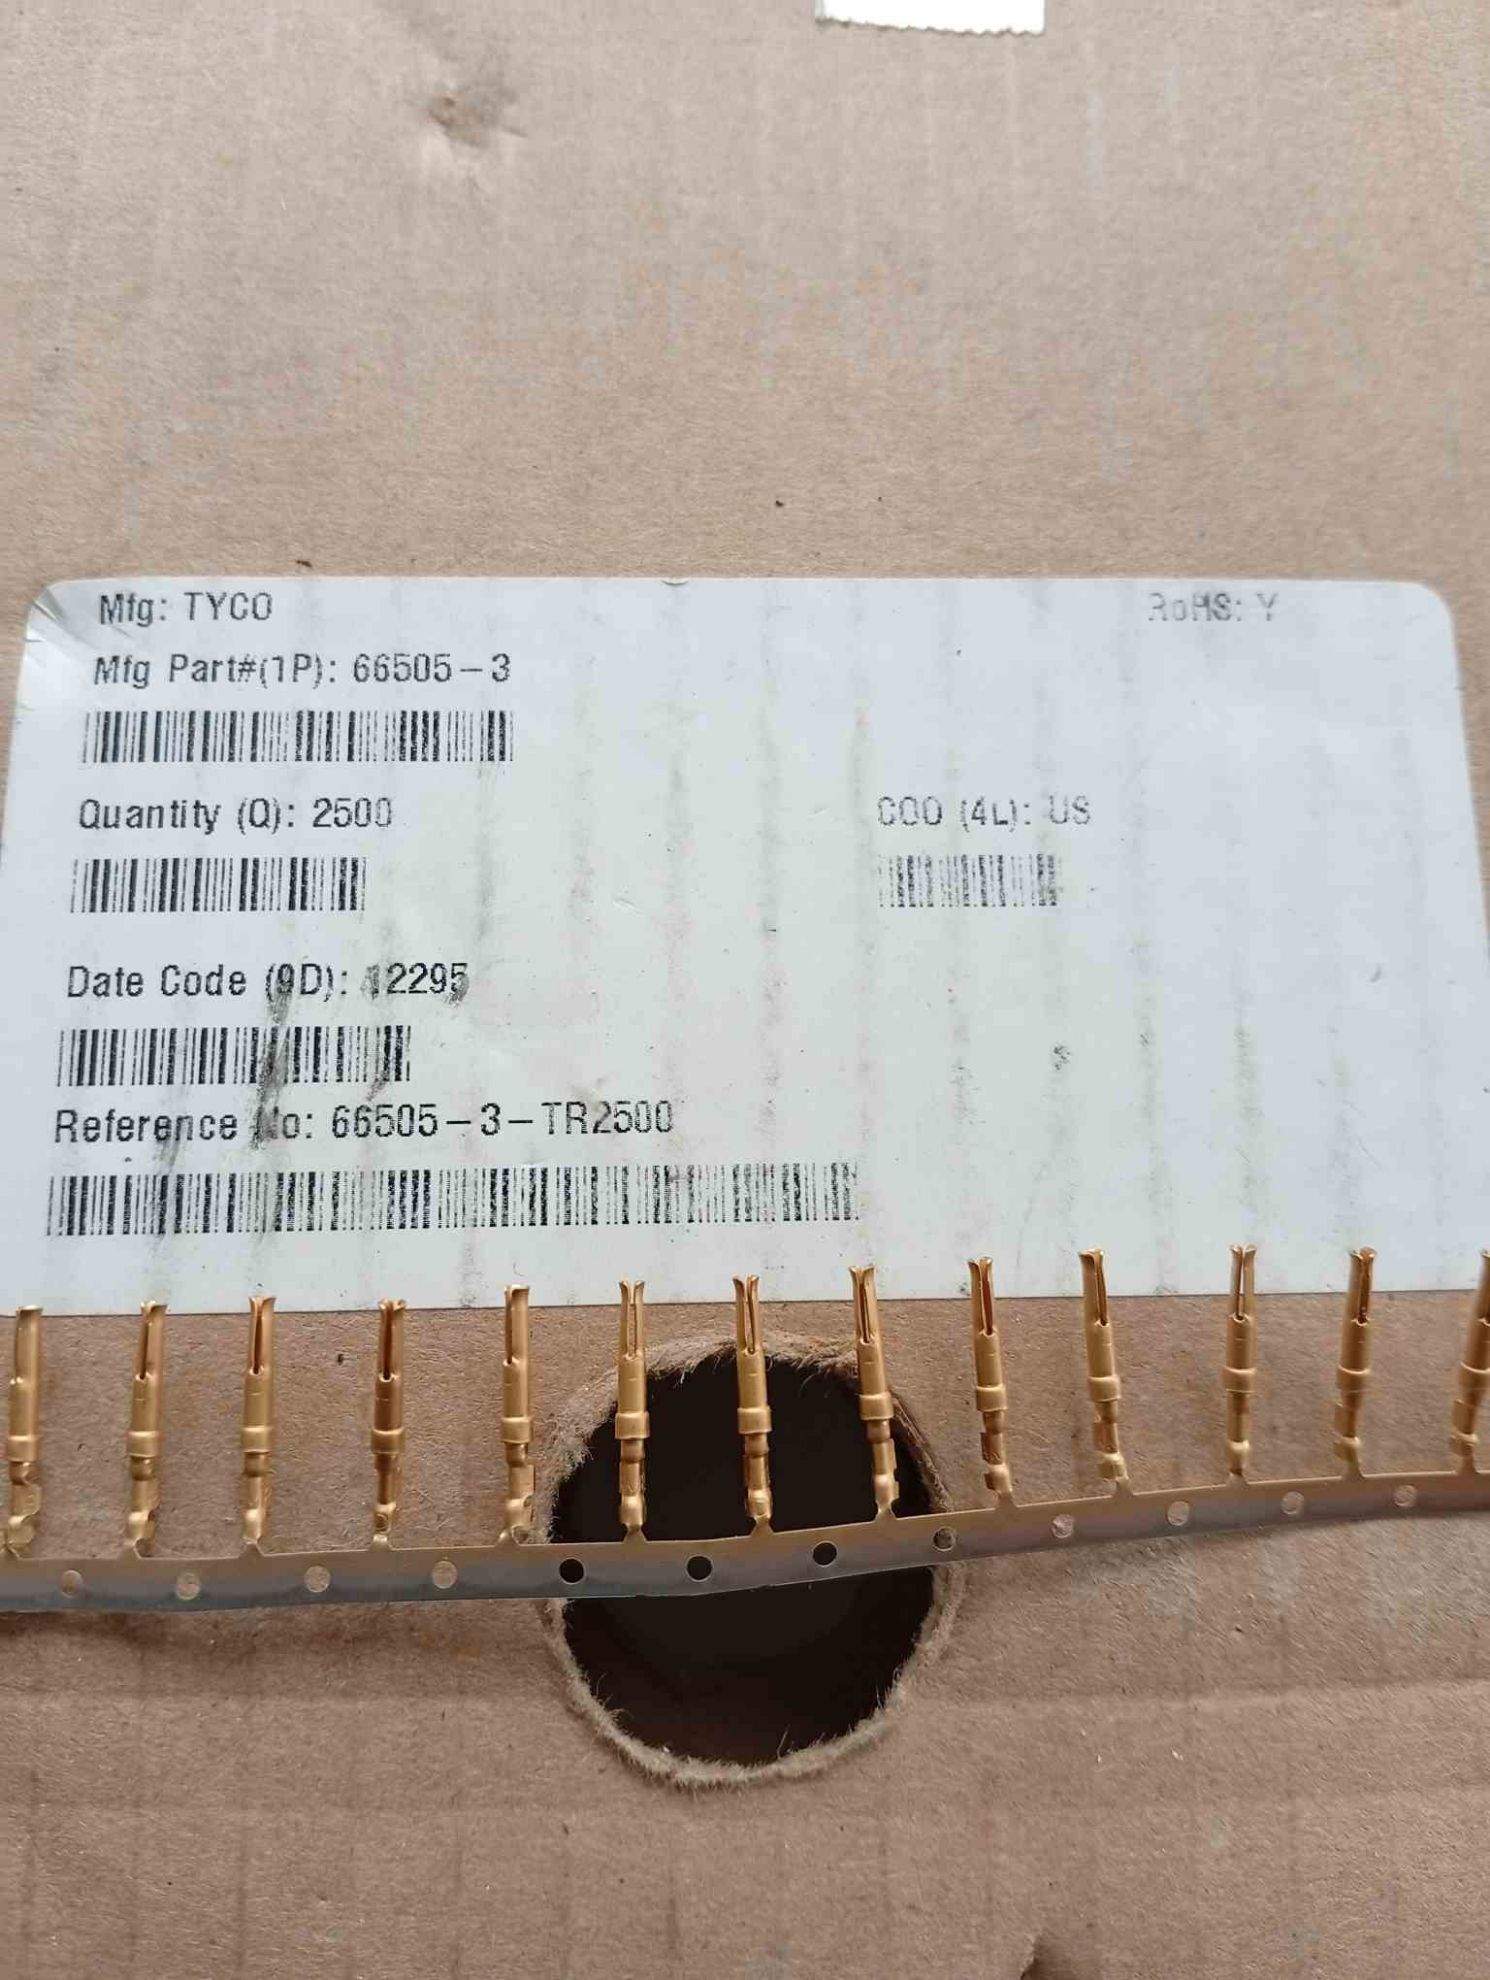 Mfg: TYCO
RoHS: Y
Mfg Part#(1P): 66505-3
Quantity (Q): 2500
COO (4L): US
Date Code (9D): 12295
Reference No: 66505-3-TR2500